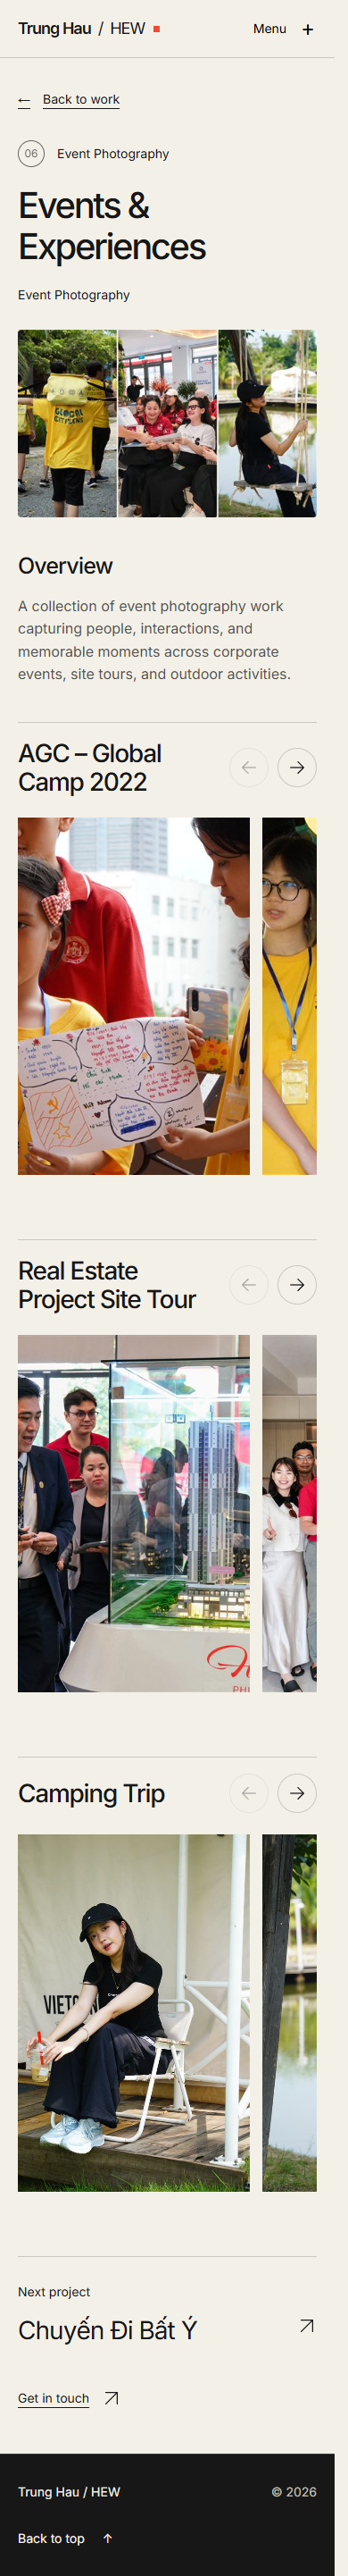 Trung Hau / HEW
Menu +
← Back to work
06 Event Photography
Events &
Experiences
Event Photography
GLOBAL
CITIZENS
Overview
A collection of event photography work
capturing people, interactions, and
memorable moments across corporate
events, site tours, and outdoor activities.
AGC – Global
Camp 2022
Real Estate
Project Site Tour
Camping Trip
Next project
Chuyến Đi Bất Ý
Get in touch
Trung Hau / HEW
© 2026
Back to top ↑